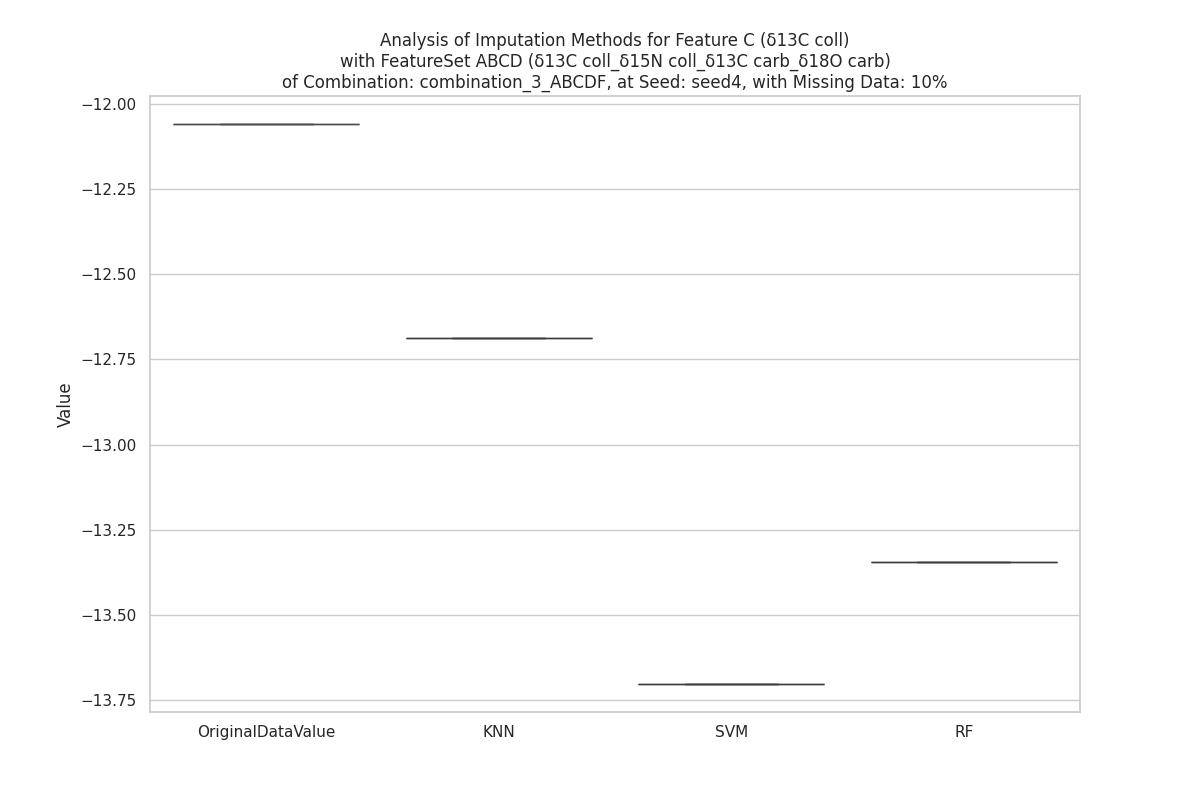 Analysis of Imputation Methods for Feature C (δ13C coll)
with FeatureSet ABCD (δ13C coll_δ15N coll_δ13C carb_δ18O carb)
of Combination: combination_3_ABCDF, at Seed: seed4, with Missing Data: 10%
−12.00
−12.25
−12.50
−12.75
−13.00
−13.25
−13.50
−13.75
Value
OriginalDataValue
KNN
SVM
RF